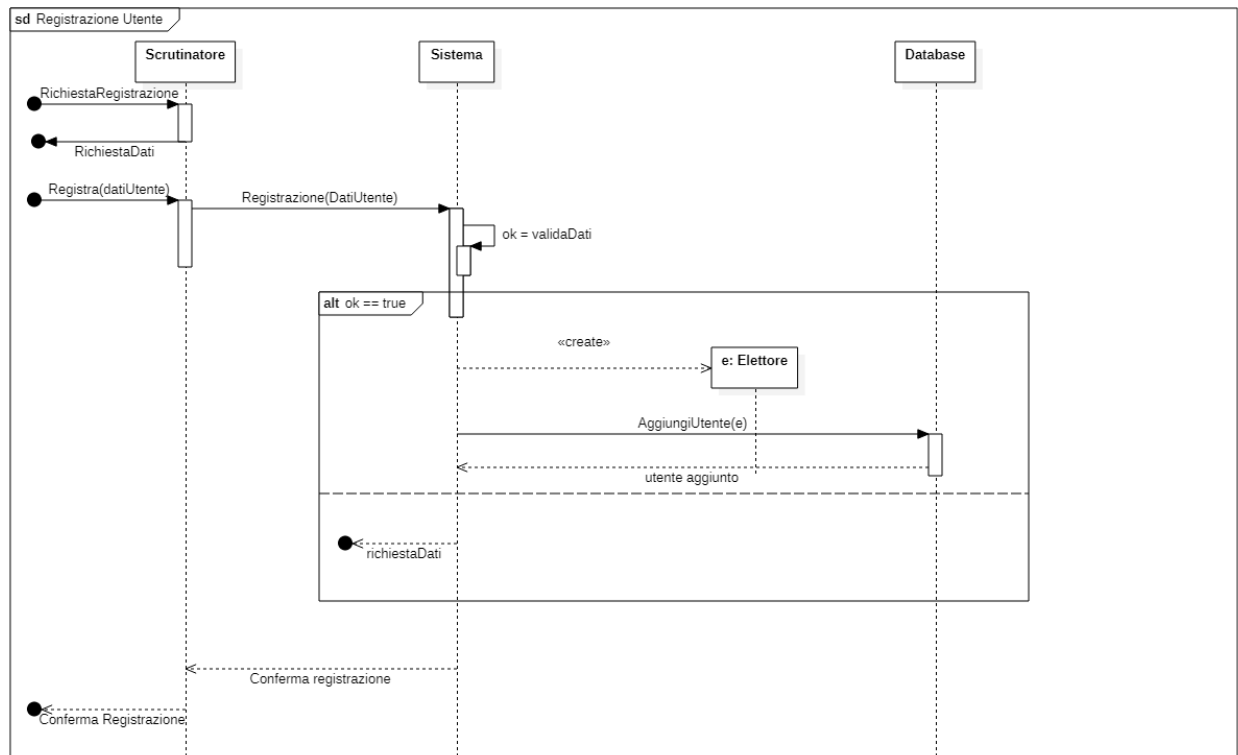 sd Registrazione Utente
Scrutinatore
Sistema
Database
RichiestaRegistrazione
RichiestaDati
Registra(datiUtente)
Registrazione(DatiUtente)
ok = validaDati
alt ok == true
«create»
e: Elettore
AggiungiUtente(e)
utente aggiunto
richiestaDati
Conferma registrazione
Conferma Registrazione